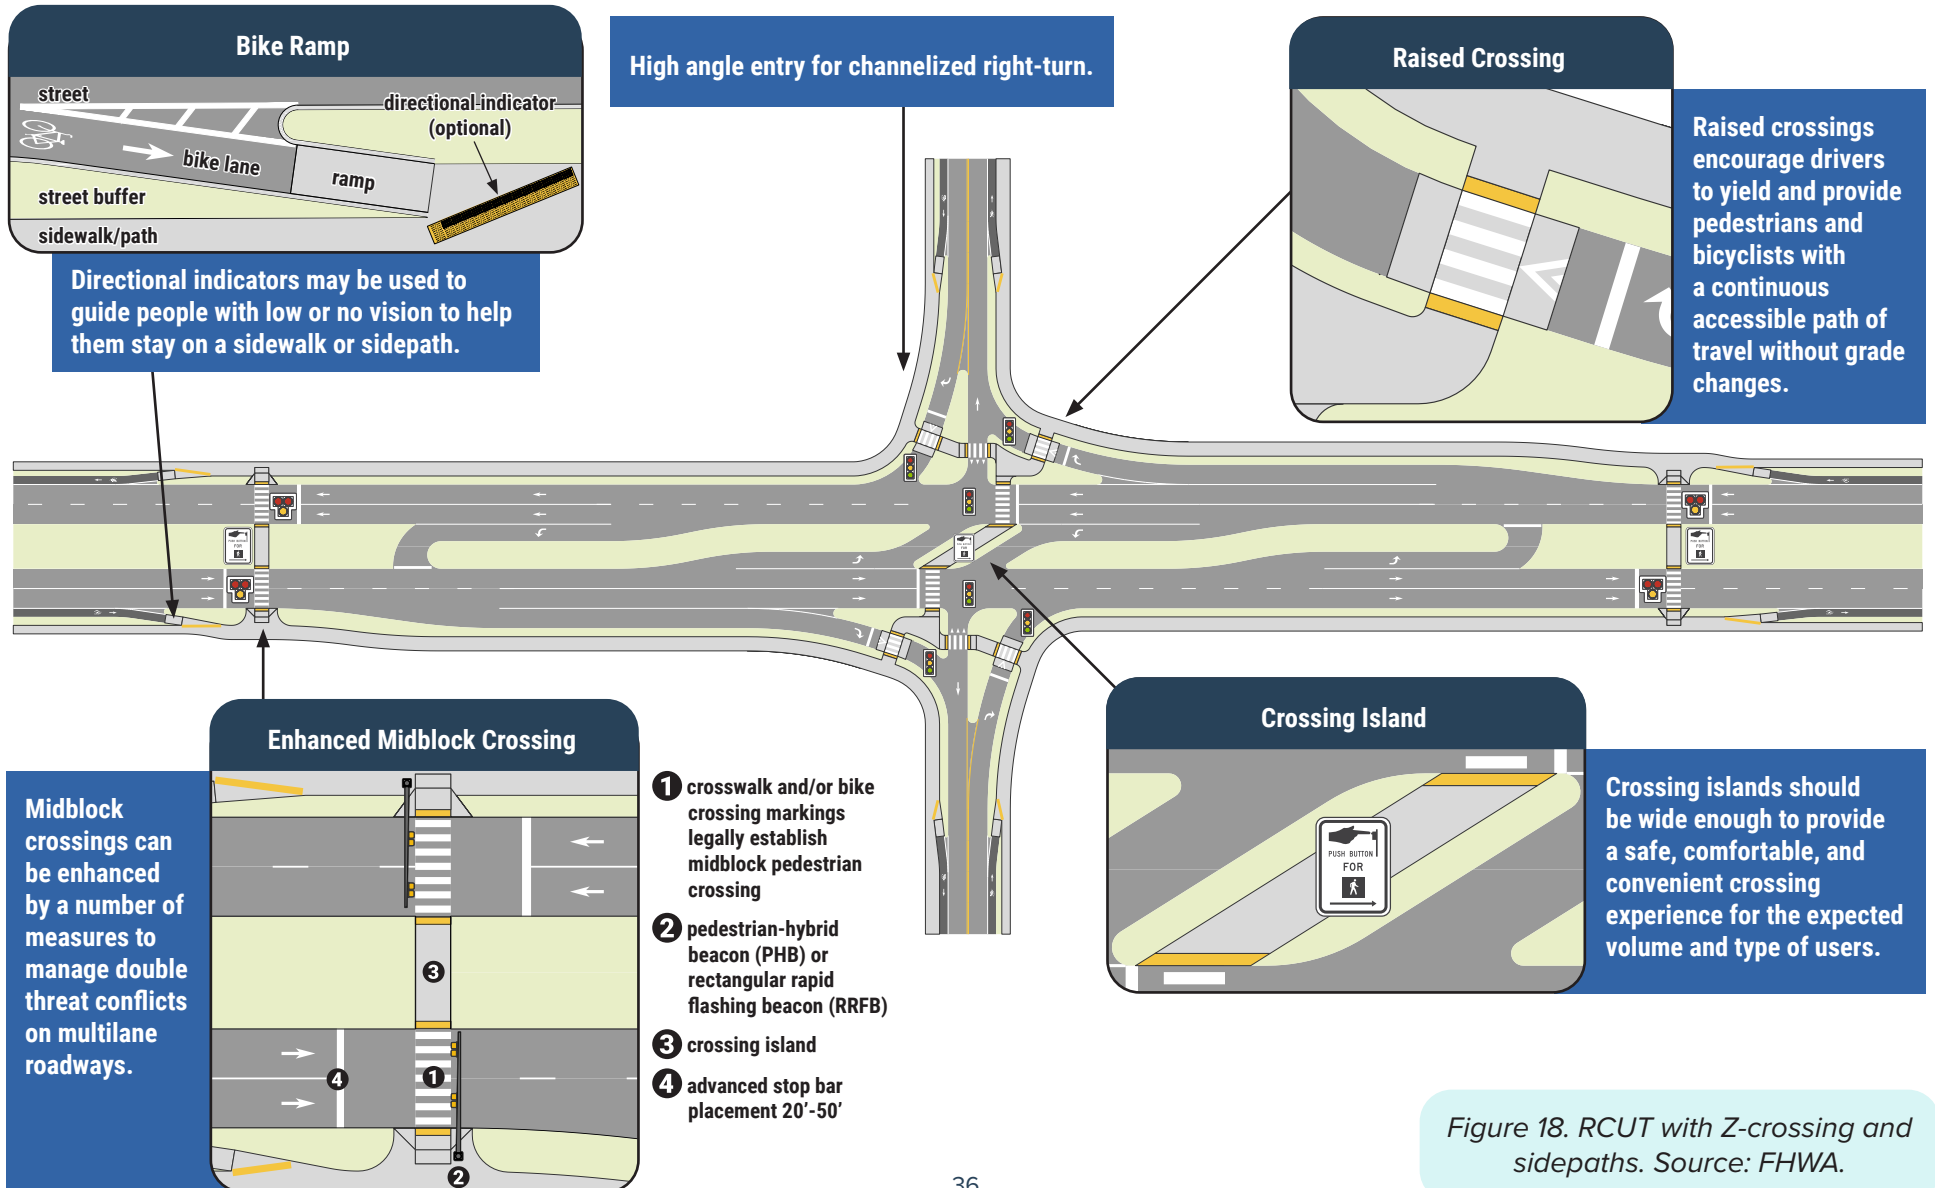 Bike Ramp
street
directional indicator
(optional)
bike lane
ramp
street buffer
sidewalk/path
Directional indicators may be used to
guide people with low or no vision to help
them stay on a sidewalk or sidepath.
High angle entry for channelized right-turn.
Raised Crossing
Raised crossings
encourage drivers
to yield and provide
pedestrians and
bicyclists with
a continuous
accessible path of
travel without grade
changes.
Enhanced Midblock Crossing
Midblock
crossings can
be enhanced
by a number of
measures to
manage double
threat conflicts
on multilane
roadways.
3
4
1
2
1 crosswalk and/or bike
crossing markings
legally establish
midblock pedestrian
crossing
2 pedestrian-hybrid
beacon (PHB) or
rectangular rapid
flashing beacon (RRFB)
3 crossing island
4 advanced stop bar
placement 20’-50’
Crossing Island
PUSH BUTTON
FOR
Crossing islands should
be wide enough to provide
a safe, comfortable, and
convenient crossing
experience for the expected
volume and type of users.
Figure 18. RCUT with Z-crossing and
sidepaths. Source: FHWA.
36